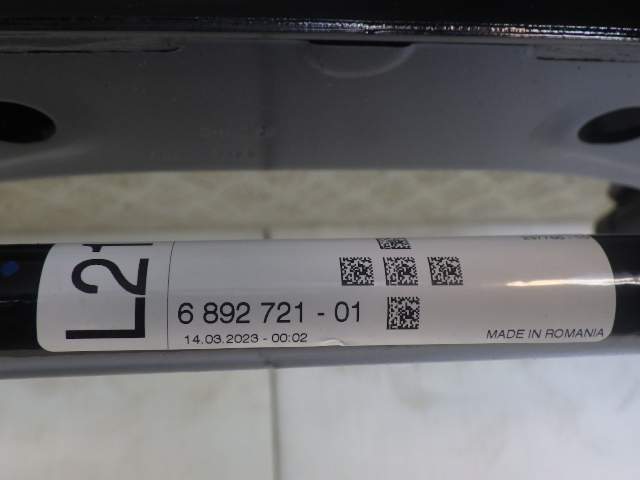 L21
6 892 721 - 01
14.03.2023 - 00:02
MADE IN ROMANIA